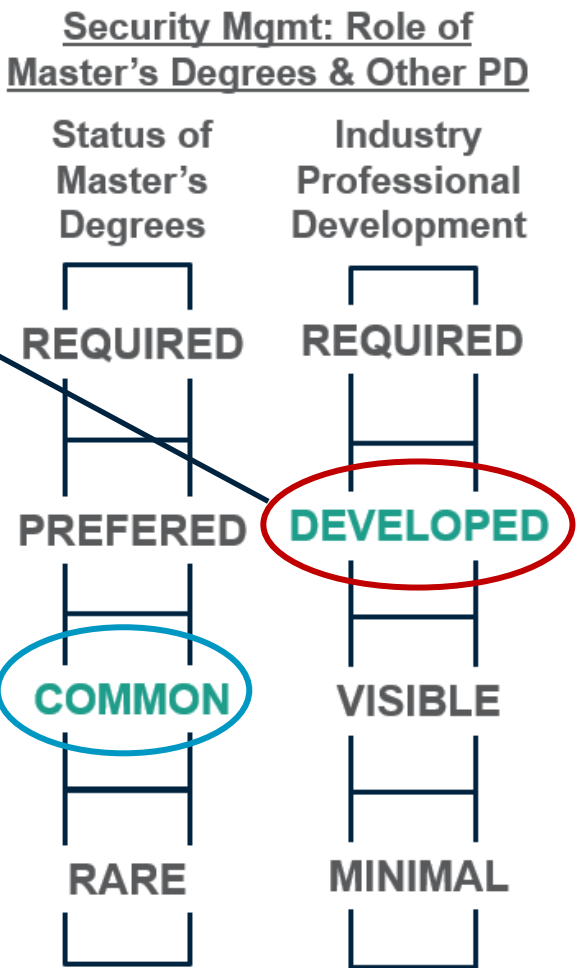 Security Mgmt: Role of
Master's Degrees & Other PD
Status of
Master's
Degrees
REQUIRED
PREFERED
COMMON
RARE
Industry
Professional
Development
REQUIRED
DEVELOPED
VISIBLE
MINIMAL